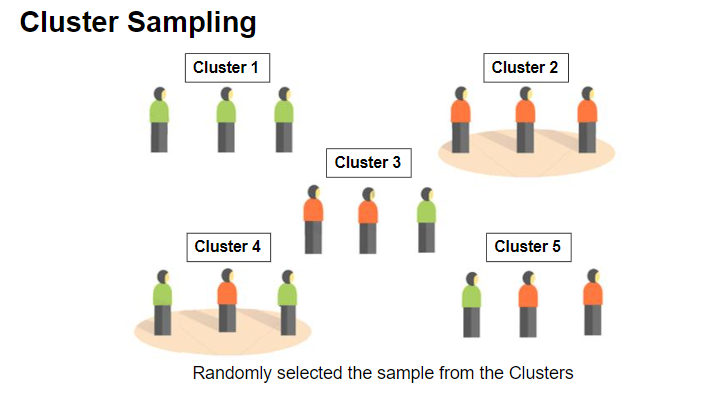 Cluster Sampling
Cluster 1
Cluster 2
Cluster 3
Cluster 4
Cluster 5
Randomly selected the sample from the Clusters